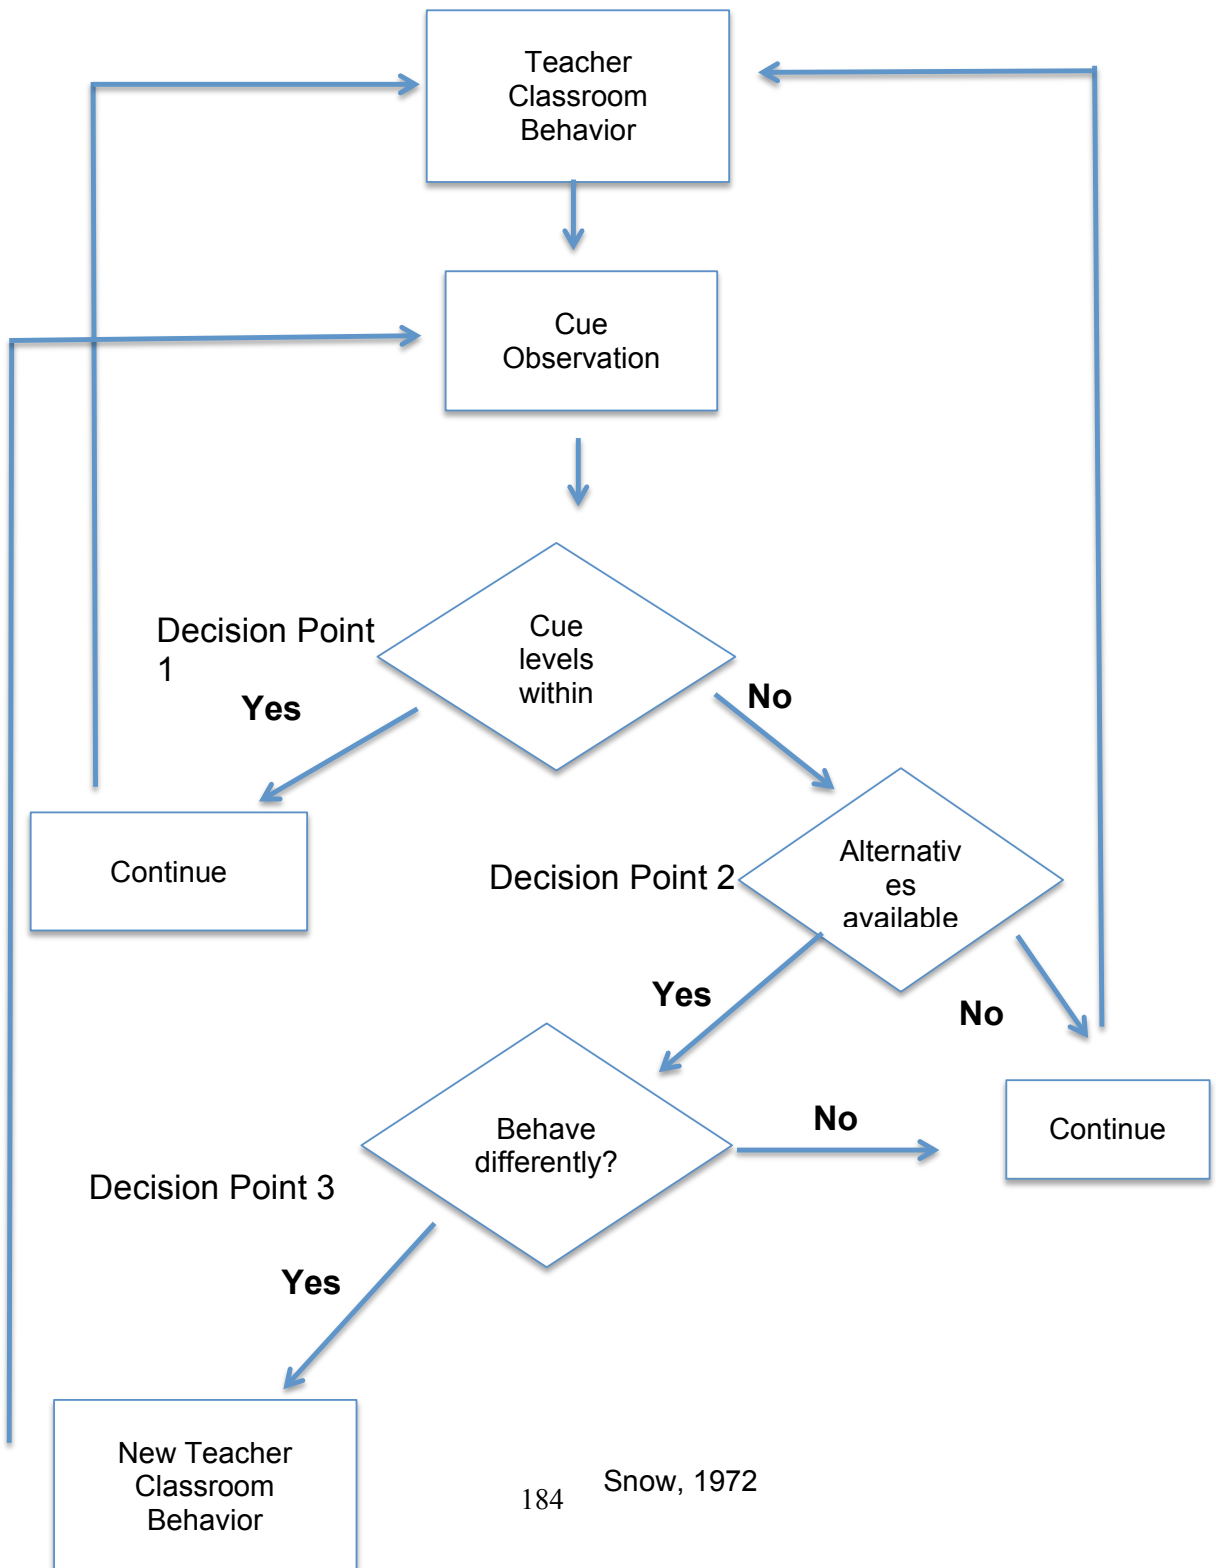 Teacher
Classroom
Behavior
Cue
Observation
Decision Point
1
Cue
levels
within
Yes
No
Continue
Decision Point 2
Alternativ
es
available
Yes
No
Behave
differently?
No
Continue
Decision Point 3
Yes
New Teacher
Classroom
Behavior
184
Snow, 1972